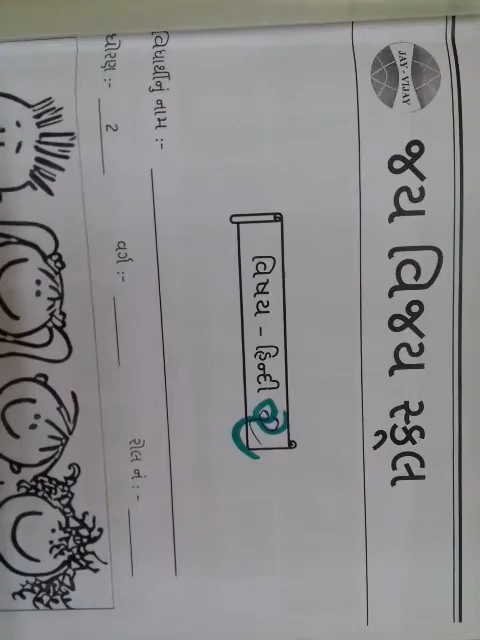 JAY - VIJAY
જય વિજય સ્કુલ
વિષય - હિન્દી
વિદ્યાર્થીનું નામ :-
ધોરણ :- 2 વર્ગ :- રોલ નં :-